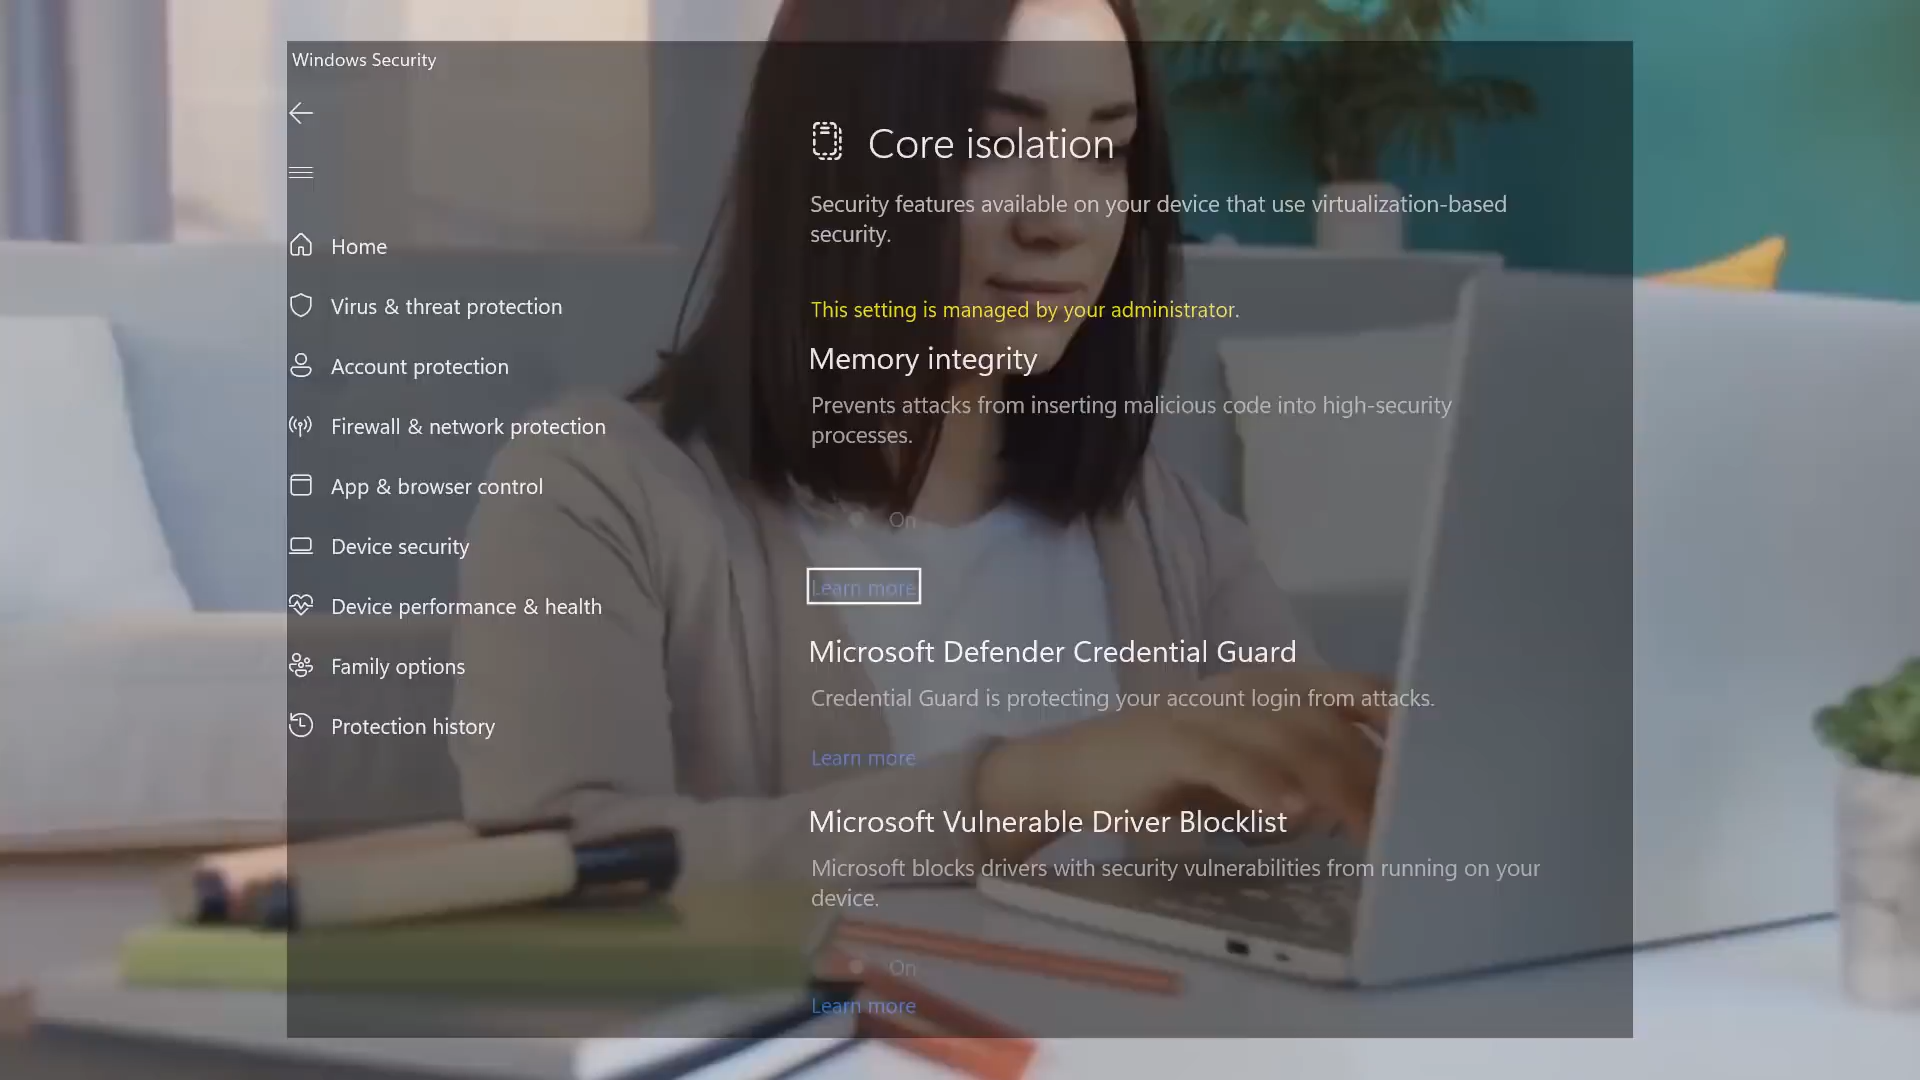 Windows Security
Home
Virus & threat protection
Account protection
Firewall & network protection
App & browser control
Device security
Device performance & health
Family options
Protection history
Core isolation
Security features available on your device that use virtualization-based
security.
This setting is managed by your administrator.
Memory integrity
Prevents attacks from inserting malicious code into high-security
processes.
On
Learn more
Microsoft Defender Credential Guard
Credential Guard is protecting your account login from attacks.
Learn more
Microsoft Vulnerable Driver Blocklist
Microsoft blocks drivers with security vulnerabilities from running on your
device.
On
Learn more